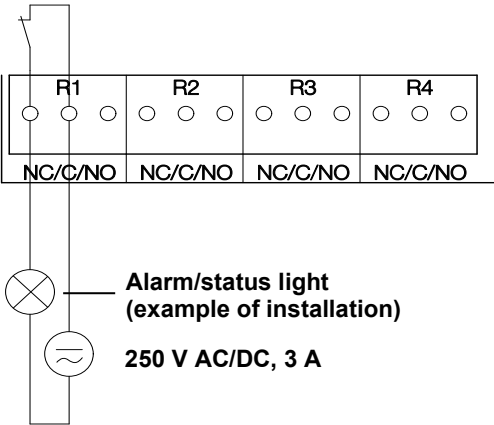 R1 R2 R3 R4
NC/C/NO NC/C/NO NC/C/NO NC/C/NO
Alarm/status light
(example of installation)
250 V AC/DC, 3 A